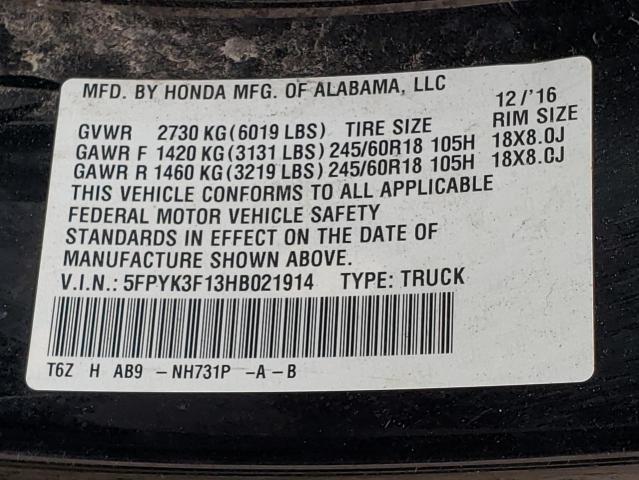 MFD. BY HONDA MFG. OF ALABAMA, LLC
12/'16
GVWR 2730 KG(6019 LBS) TIRE SIZE RIM SIZE
GAWR F 1420 KG(3131 LBS) 245/60R18 105H 18X8.0J
GAWR R 1460 KG(3219 LBS) 245/60R18 105H 18X8.0J
THIS VEHICLE CONFORMS TO ALL APPLICABLE
FEDERAL MOTOR VEHICLE SAFETY
STANDARDS IN EFFECT ON THE DATE OF
MANUFACTURE SHOWN ABOVE.
V.I.N.: 5FPYK3F13HB021914 TYPE: TRUCK
T6Z H AB9 -NH731P -A-B